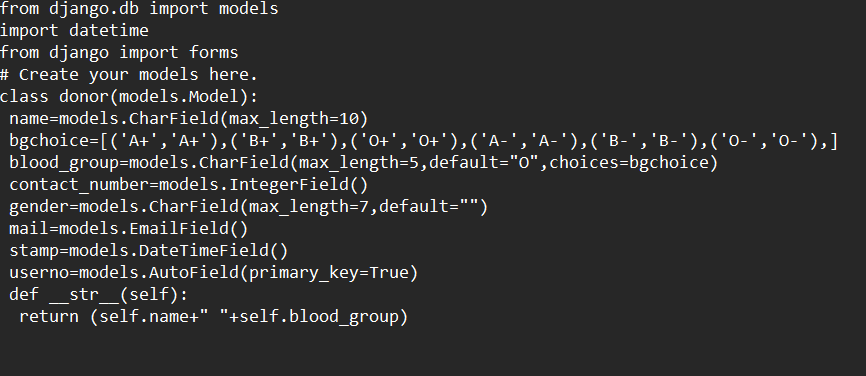 from django.db import models
import datetime
from django import forms
# Create your models here.
class donor(models.Model):
 name=models.CharField(max_length=10)
 bgchoice=[('A+','A+'),('B+','B+'),('O+','O+'),('A-','A-'),('B-','B-'),('O-','O-'),]
 blood_group=models.CharField(max_length=5,default="O",choices=bgchoice)
 contact_number=models.IntegerField()
 gender=models.CharField(max_length=7,default="")
 mail=models.EmailField()
 stamp=models.DateTimeField()
 userno=models.AutoField(primary_key=True)
 def __str__(self):
  return (self.name+" "+self.blood_group)